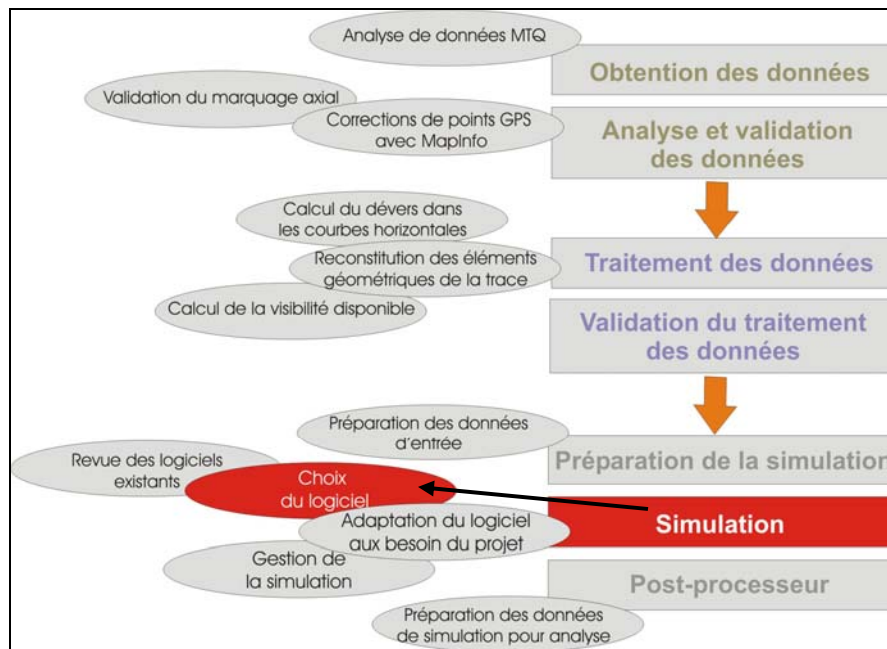 Analyse de données MTQ
Obtention des données
Validation du marquage axial
Corrections de points GPS
avec MapInfo
Analyse et validation
des données
Calcul du dévers dans
les courbes horizontales
Reconstitution des éléments
géométriques de la trace
Traitement des données
Calcul de la visibilité disponible
Validation du traitement
des données
Préparation des données
d'entrée
Préparation de la simulation
Revue des logiciels
existants
Choix
du logiciel
Simulation
Adaptation du logiciel
aux besoin du projet
Gestion de
la simulation
Post-processeur
Préparation des données
de simulation pour analyse